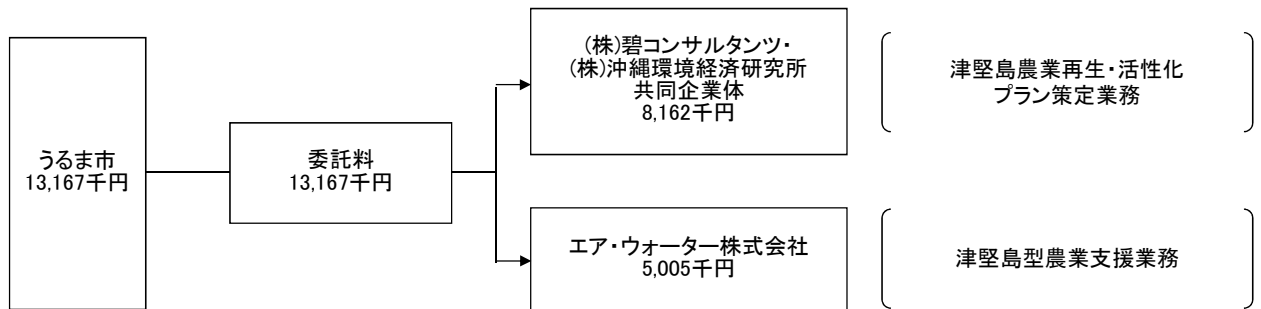 うるま市
13,167千円
委託料
13,167千円
(株)碧コンサルタンツ・
(株)沖縄環境経済研究所
共同企業体
8,162千円
津堅島農業再生・活性化
プラン策定業務
エア・ウォーター株式会社
5,005千円
津堅島型農業支援業務